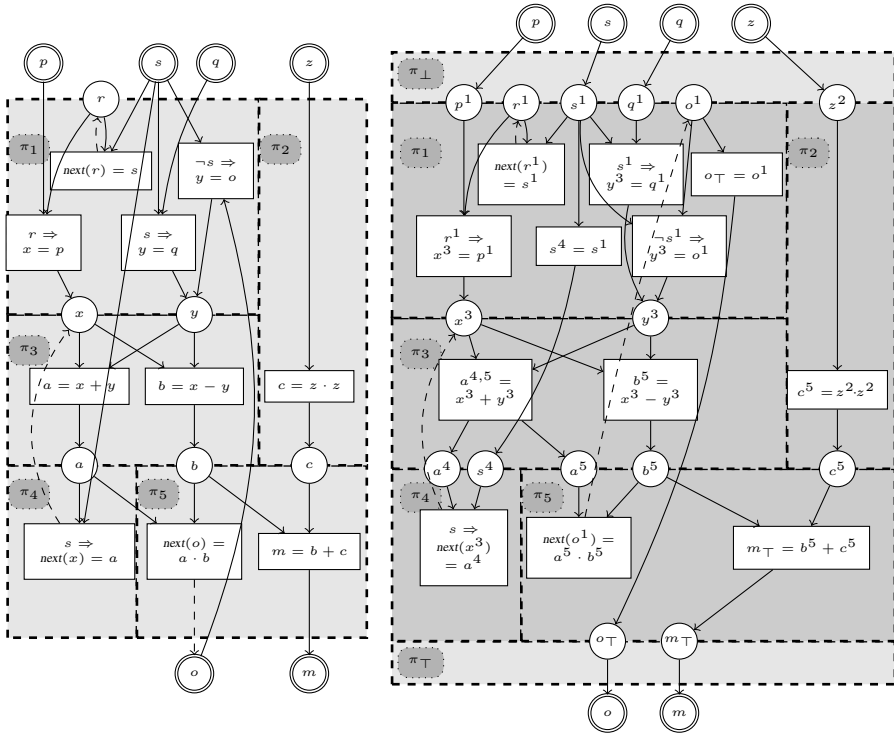 p
s
q
z
r
π₁
π₂
next(r) = s
¬s ⇒
y = o
r ⇒
x = p
s ⇒
y = q
x
y
π₃
a = x + y
b = x − y
c = z · z
a
b
c
π₄
π₅
s ⇒
next(x) = a
next(o) =
a · b
m = b + c
o
m
p
s
q
z
π⊥
p¹
r¹
s¹
q¹
o¹
z²
π₁
π₂
next(r¹)
= s¹
s¹ ⇒
y³ = q¹
o⊤ = o¹
r¹ ⇒
x³ = p¹
s⁴ = s¹
¬s¹ ⇒
y³ = o¹
x³
y³
π₃
a⁴,⁵ =
x³ + y³
b⁵ =
x³ − y³
c⁵ = z²·z²
a⁴
s⁴
a⁵
b⁵
c⁵
π₄
π₅
s ⇒
next(x³)
= a⁴
next(o¹) =
a⁵ · b⁵
m⊤ = b⁵ + c⁵
o⊤
m⊤
π⊤
o
m